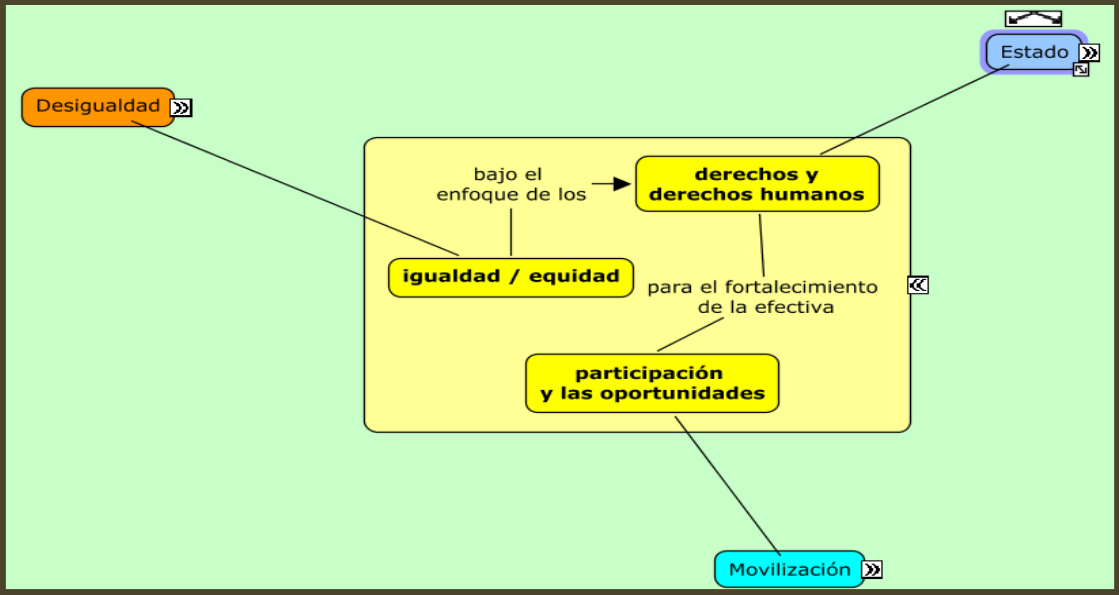 Estado
Desigualdad
bajo el
enfoque de los
derechos y
derechos humanos
igualdad / equidad
para el fortalecimiento
de la efectiva
participación
y las oportunidades
Movilización